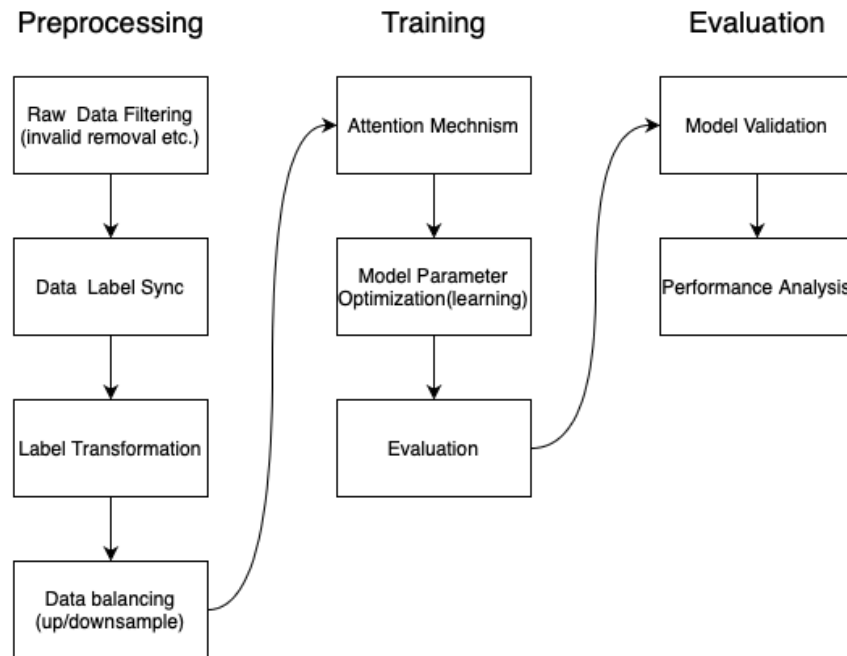 Preprocessing
Raw Data Filtering
(invalid removal etc.)
Data Label Sync
Label Transformation
Data balancing
(up/downsample)
Training
Attention Mechnism
Model Parameter
Optimization(learning)
Evaluation
Evaluation
Model Validation
Performance Analysis